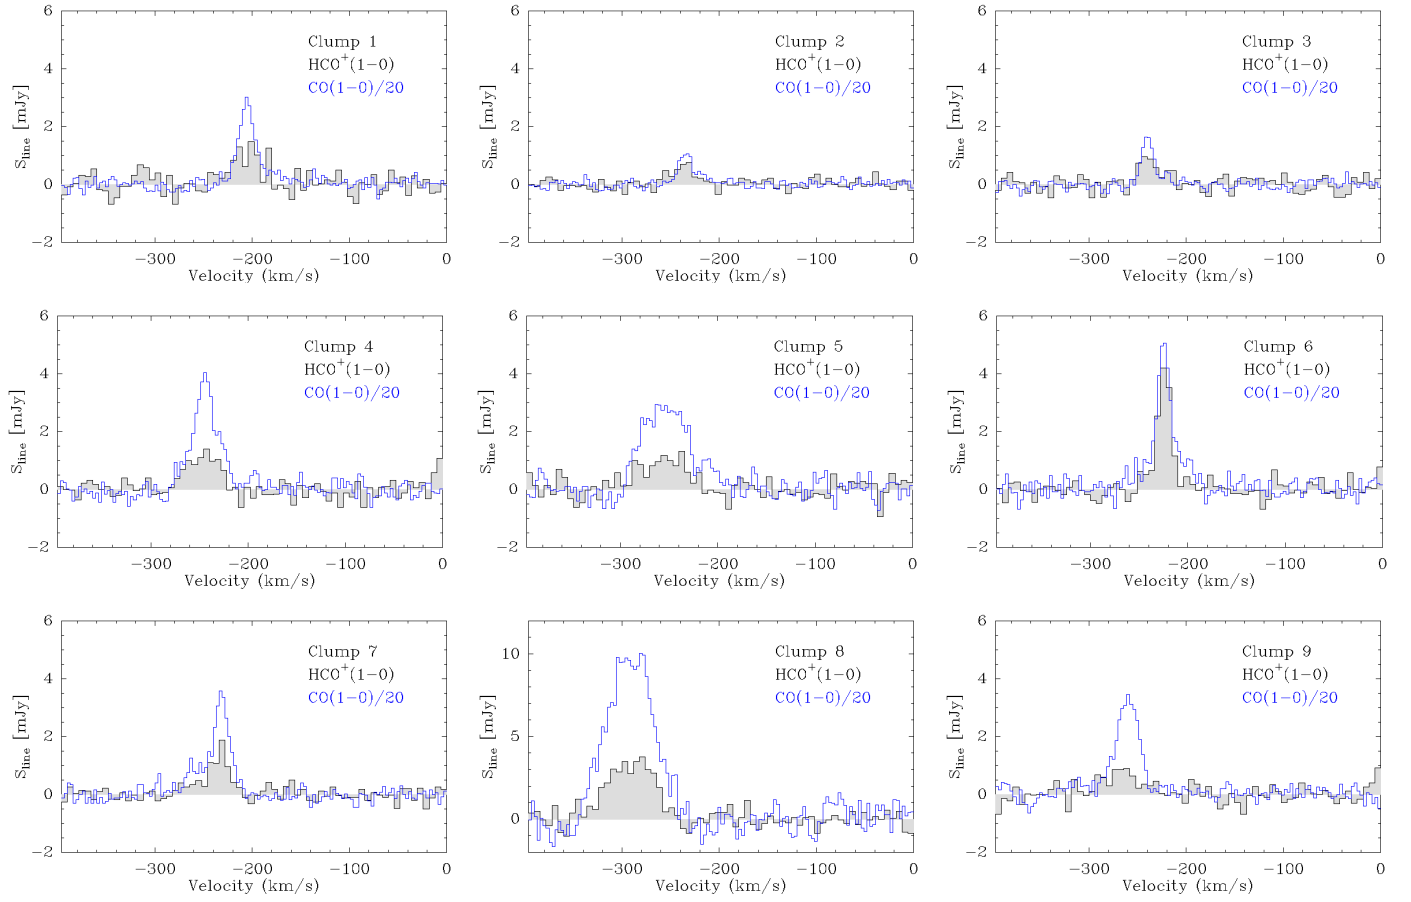 6
4
2
0
−2
S_line [mJy]
Clump 1
HCO⁺(1−0)
CO(1−0)/20
−300 −200 −100 0
Velocity (km/s)
6
4
2
0
−2
S_line [mJy]
Clump 2
HCO⁺(1−0)
CO(1−0)/20
−300 −200 −100 0
Velocity (km/s)
6
4
2
0
−2
S_line [mJy]
Clump 3
HCO⁺(1−0)
CO(1−0)/20
−300 −200 −100 0
Velocity (km/s)
6
4
2
0
−2
S_line [mJy]
Clump 4
HCO⁺(1−0)
CO(1−0)/20
−300 −200 −100 0
Velocity (km/s)
6
4
2
0
−2
S_line [mJy]
Clump 5
HCO⁺(1−0)
CO(1−0)/20
−300 −200 −100 0
Velocity (km/s)
6
4
2
0
−2
S_line [mJy]
Clump 6
HCO⁺(1−0)
CO(1−0)/20
−300 −200 −100 0
Velocity (km/s)
6
4
2
0
−2
S_line [mJy]
Clump 7
HCO⁺(1−0)
CO(1−0)/20
−300 −200 −100 0
Velocity (km/s)
10
5
0
S_line [mJy]
Clump 8
HCO⁺(1−0)
CO(1−0)/20
−300 −200 −100 0
Velocity (km/s)
6
4
2
0
−2
S_line [mJy]
Clump 9
HCO⁺(1−0)
CO(1−0)/20
−300 −200 −100 0
Velocity (km/s)